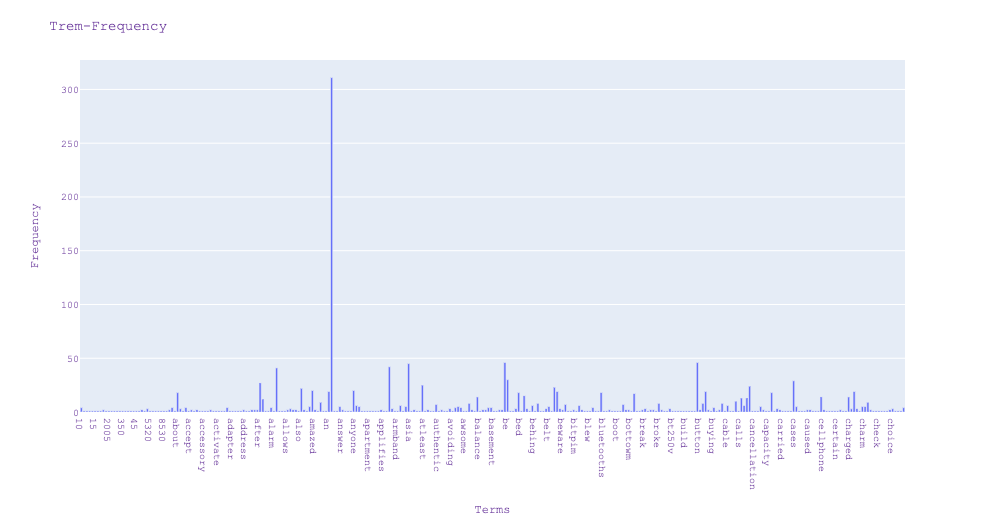 Trem-Frequency
300
250
200
150
100
50
0
Frequency
10
15
2005
350
45
5320
8530
about
accept
accessory
activate
adapter
address
after
alarm
allows
also
amazed
an
answer
anyone
apartment
applifies
armband
asia
atleast
authentic
avoiding
awsome
balance
basement
be
bed
behing
belt
beware
bitpim
blew
bluetooths
boot
bottowm
break
broke
bt250v
build
button
buying
cable
calls
cancellation
capacity
carried
cases
caused
cellphone
certain
charged
charm
check
choice
Terms